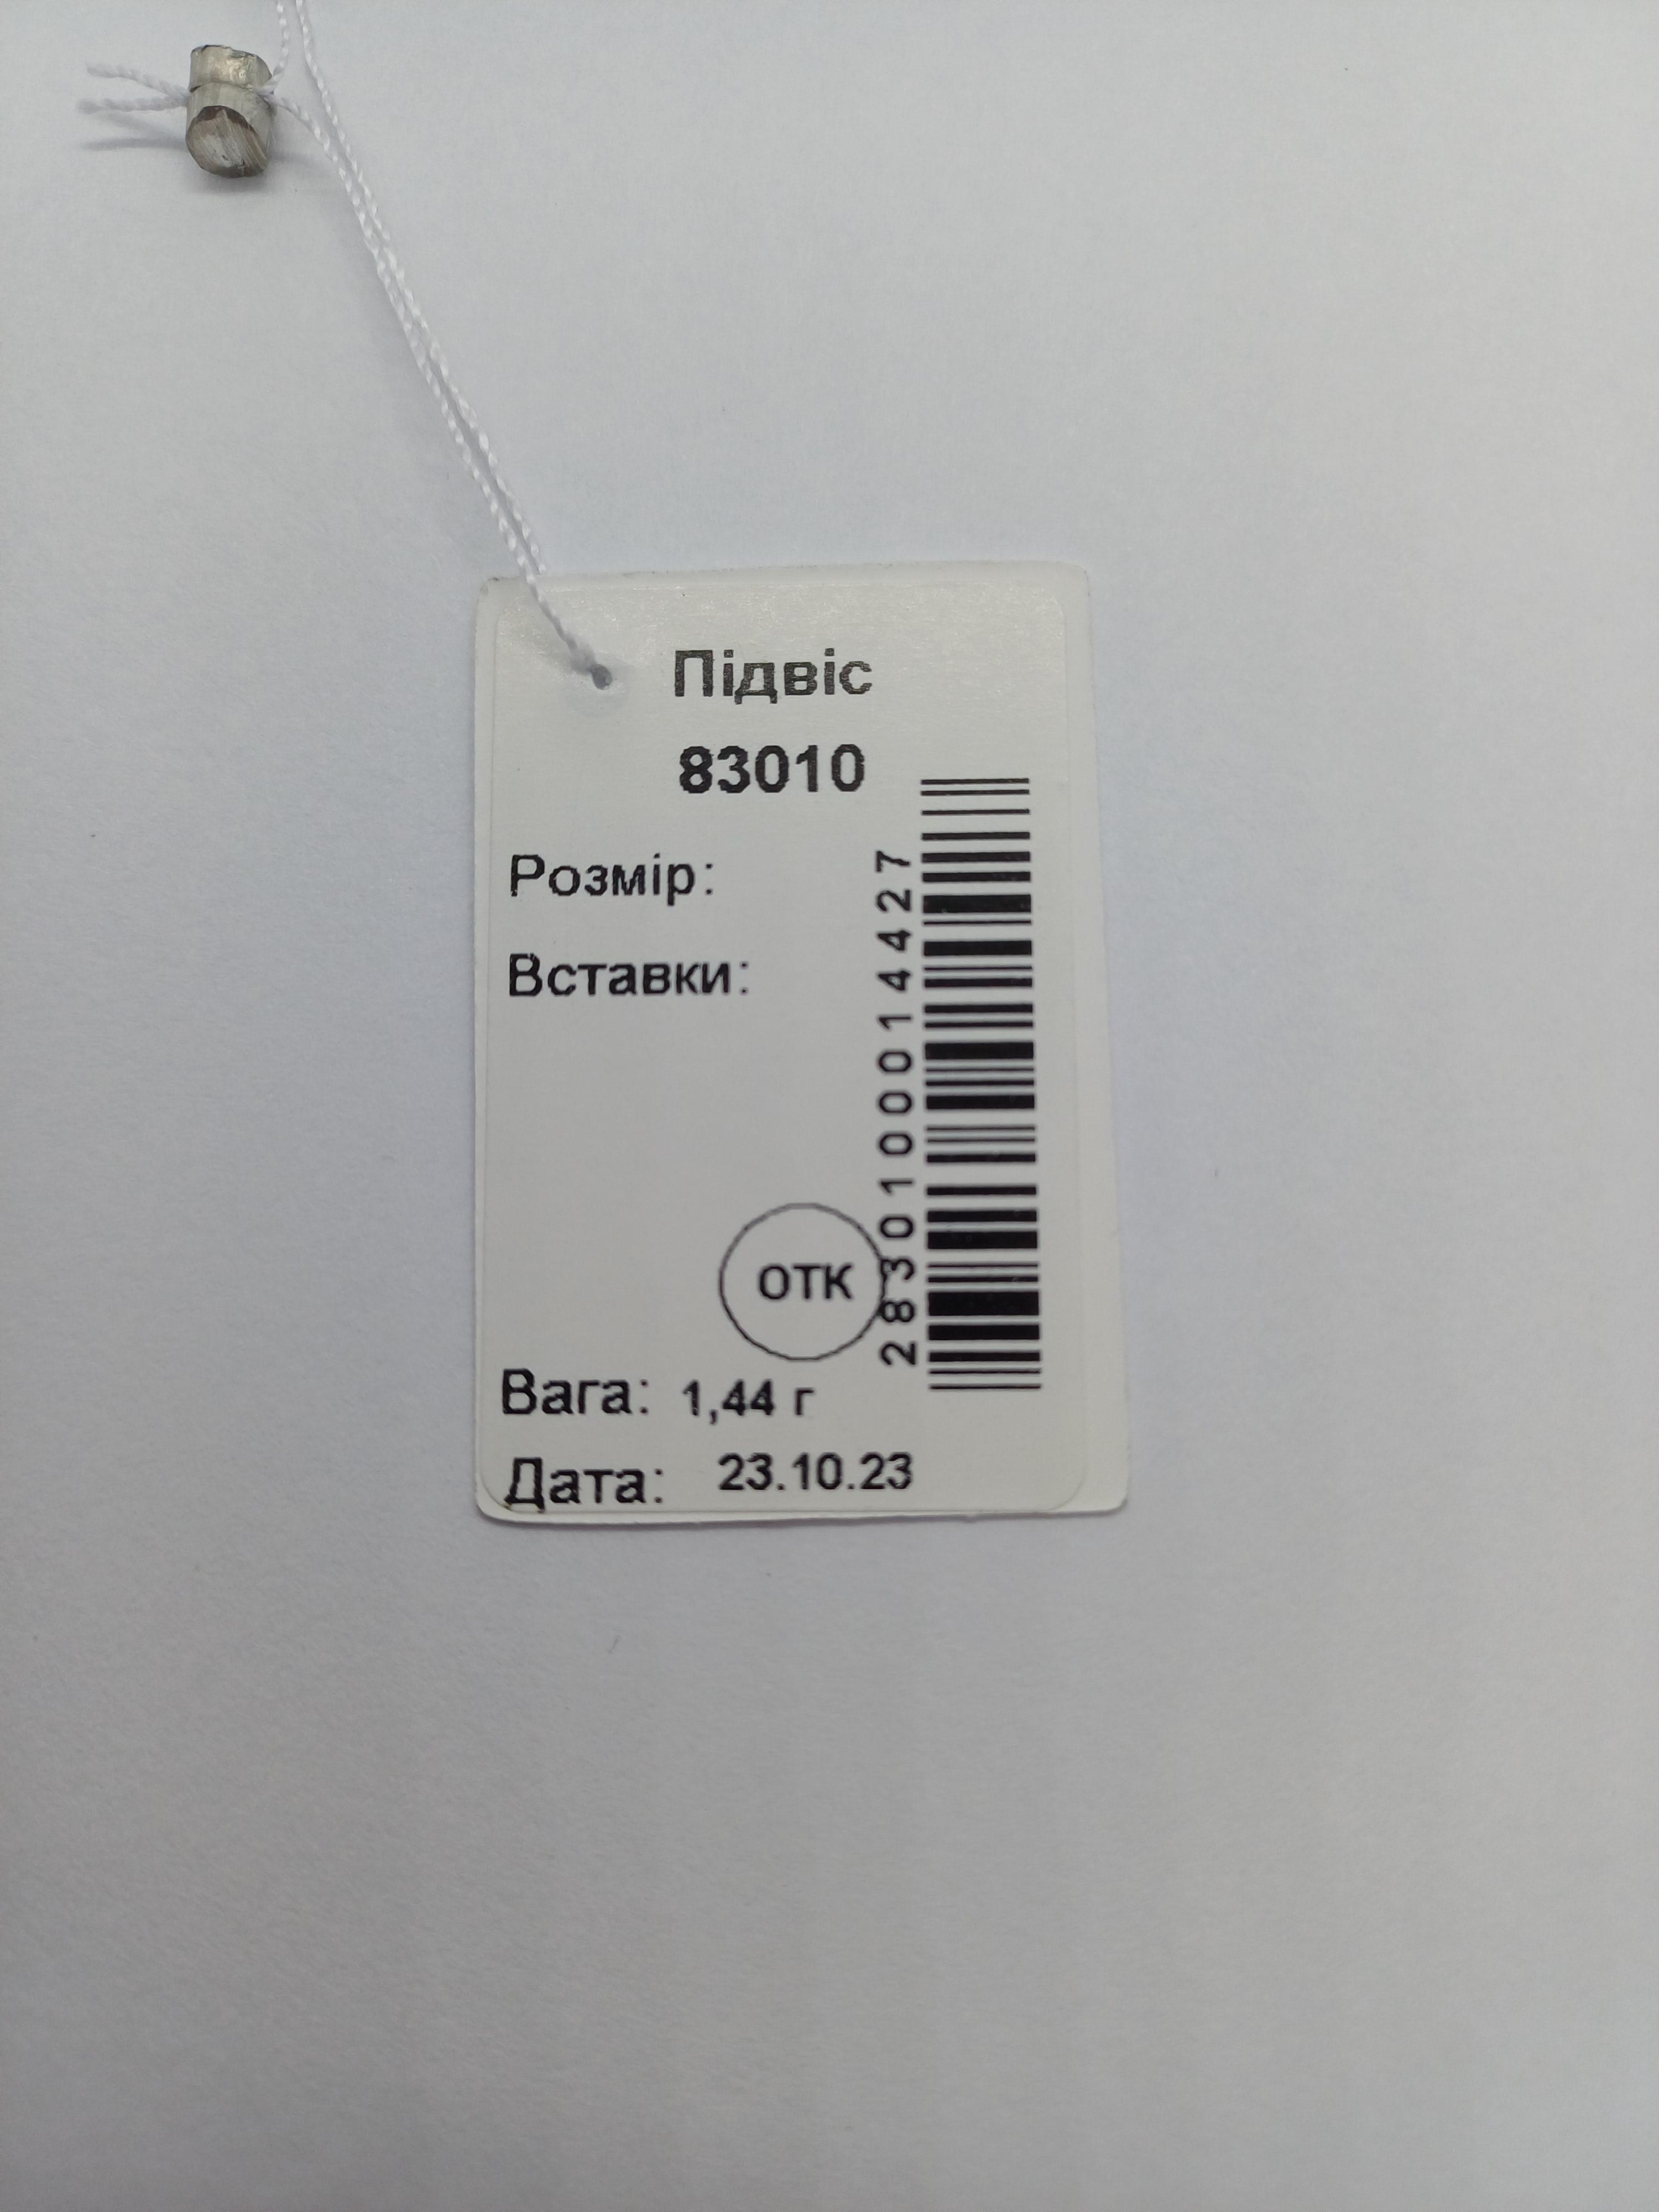 Підвіс
83010
Розмір:
Вставки:
2830100014427
ОТК
Вага: 1,44 г
Дата: 23.10.23